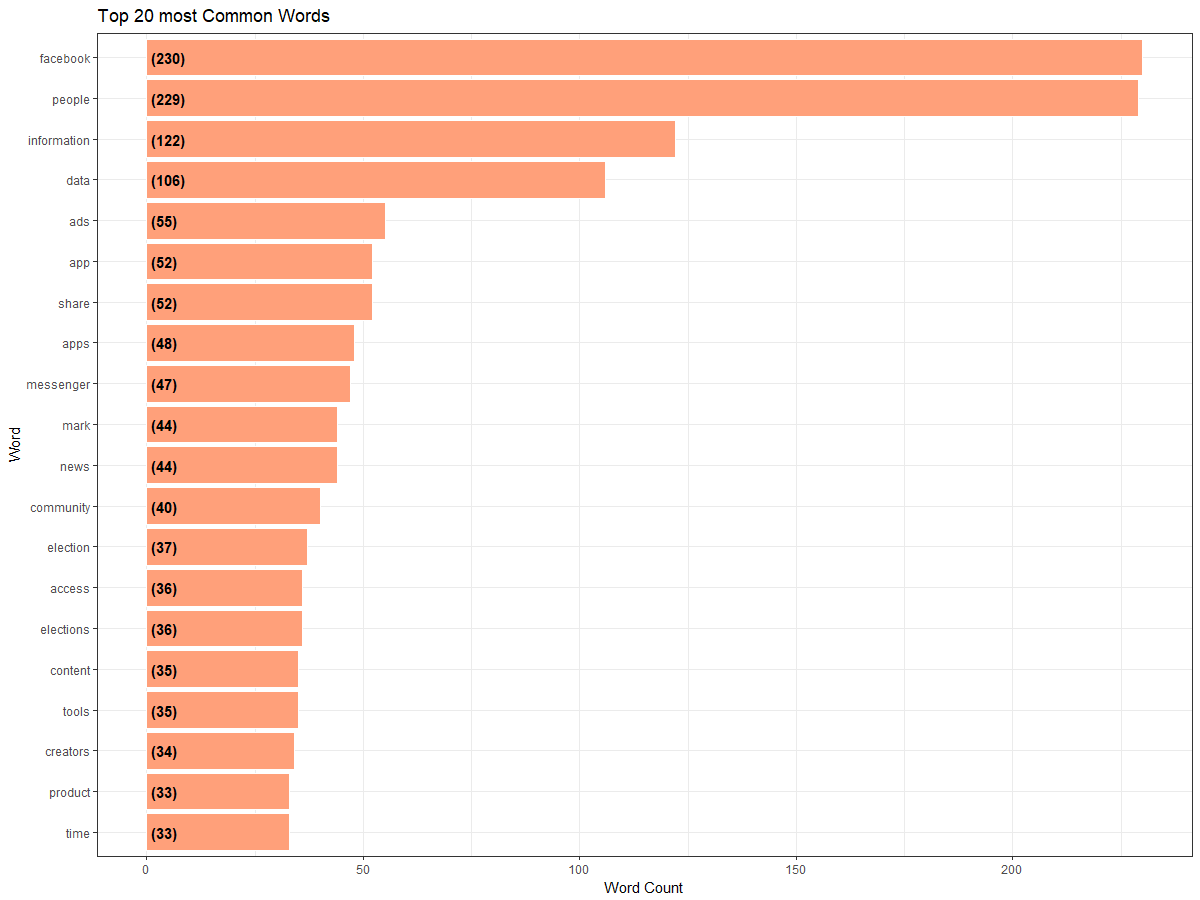 Top 20 most Common Words
facebook (230)
people (229)
information (122)
data (106)
ads (55)
app (52)
share (52)
apps (48)
messenger (47)
mark (44)
news (44)
community (40)
election (37)
access (36)
elections (36)
content (35)
tools (35)
creators (34)
product (33)
time (33)
Word
0 50 100 150 200
Word Count